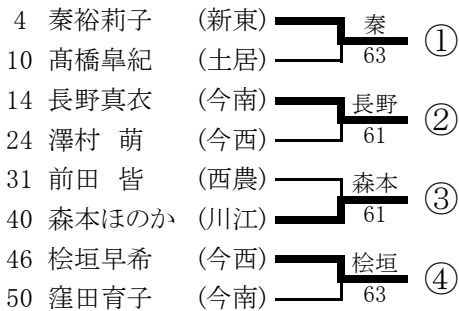 4 秦裕莉子 (新東)
秦
63
①
10 髙橋皐紀 (土居)
14 長野真衣 (今南)
長野
61
②
24 澤村 萌 (今西)
31 前田 皆 (西農)
森本
61
③
40 森本ほのか (川江)
46 桧垣早希 (今西)
桧垣
63
④
50 窪田育子 (今南)